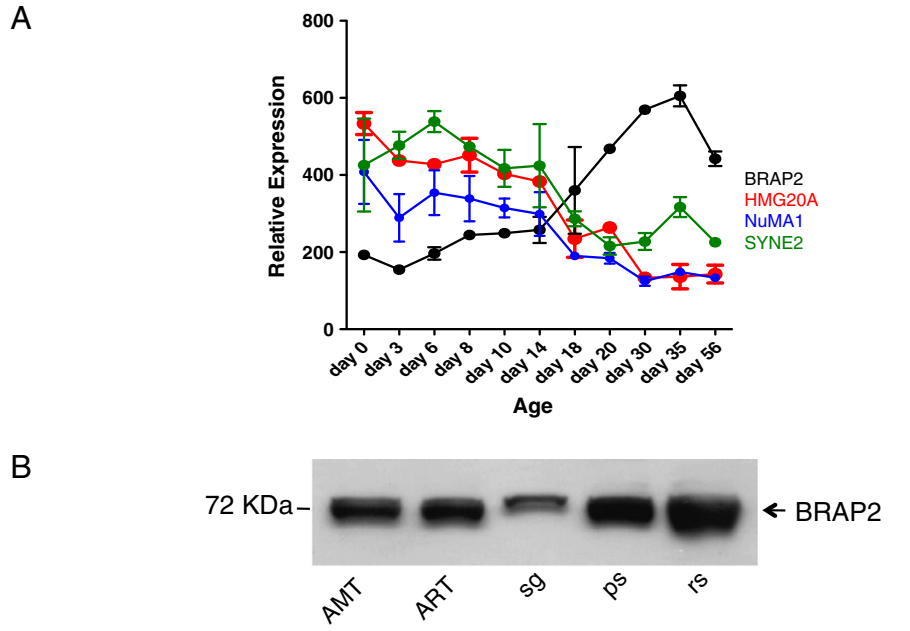 A
800
600
400
200
0
Relative Expression
day 0
day 3
day 6
day 8
day 10
day 14
day 18
day 20
day 30
day 35
day 56
Age
BRAP2
HMG20A
NuMA1
SYNE2
B
72 KDa
BRAP2
AMT
ART
sg
ps
rs